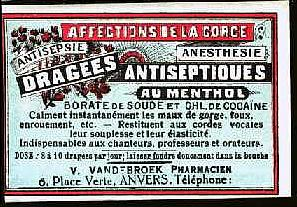 AFFECTIONS DE LA GORGE
ANTISEPSIE
ANESTHESIE
DRAGÉES ANTISEPTIQUES
AU MENTHOL
BORATE DE SOUDE ET CHL. DE COCAÏNE
Calment instantanément les maux de gorge, toux,
enrouement, etc. — Restituent aux cordes vocales
leur souplesse et leur élasticité.
Indispensables aux chanteurs, professeurs et orateurs.
DOSE: 8 à 10 dragées par jour; laissez fondre doucement dans la bouche
V. VANDEBROEK PHARMACIEN
6, Place Verte, ANVERS. Téléphone: